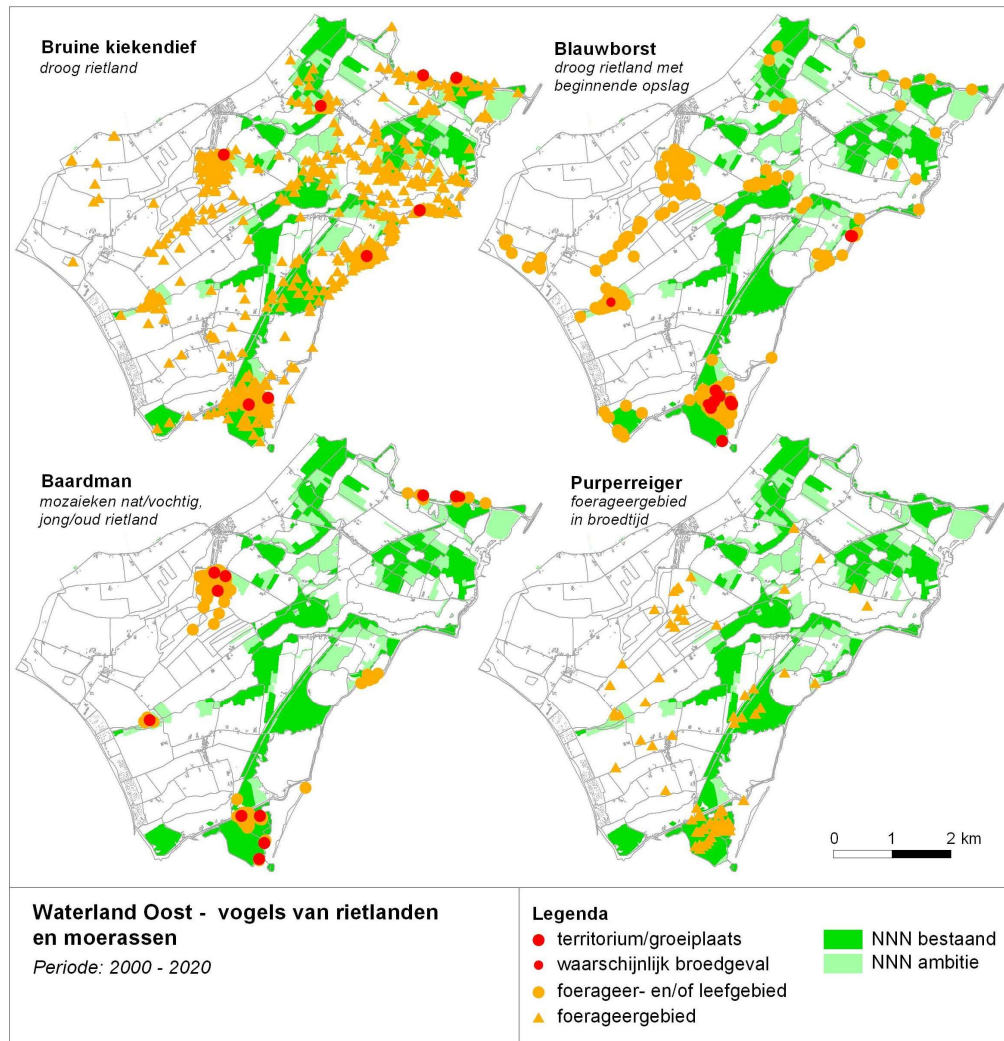 Bruine kiekendief
droog rietland
Blauwborst
droog rietland met
beginnende opslag
Baardman
mozaieken nat/vochtig,
jong/oud rietland
Purperreiger
foerageergebied
in broedtijd
0 1 2 km
Waterland Oost - vogels van rietlanden
en moerassen
Periode: 2000 - 2020
Legenda
territorium/groeiplaats
waarschijnlijk broedgeval
foerageer- en/of leefgebied
foerageergebied
NNN bestaand
NNN ambitie